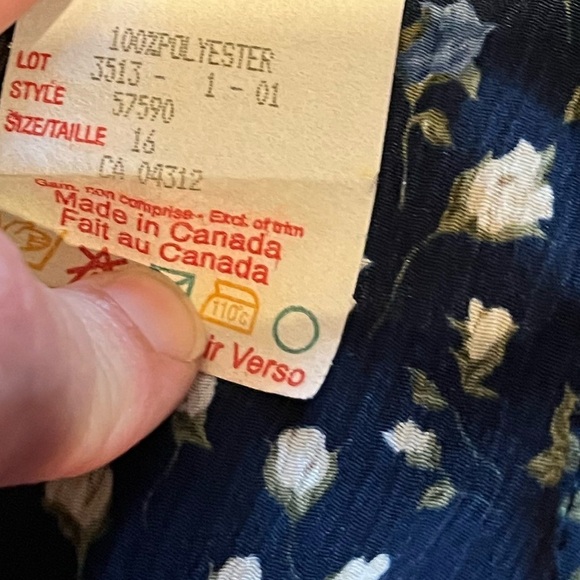 100%POLYESTER
LOT 3513 - 1 - 01
STYLE 57590
SIZE/TAILLE 16
CA 04312
Garn. non comprise - Excl. of trim
Made in Canada
Fait au Canada
110°C
ir Verso